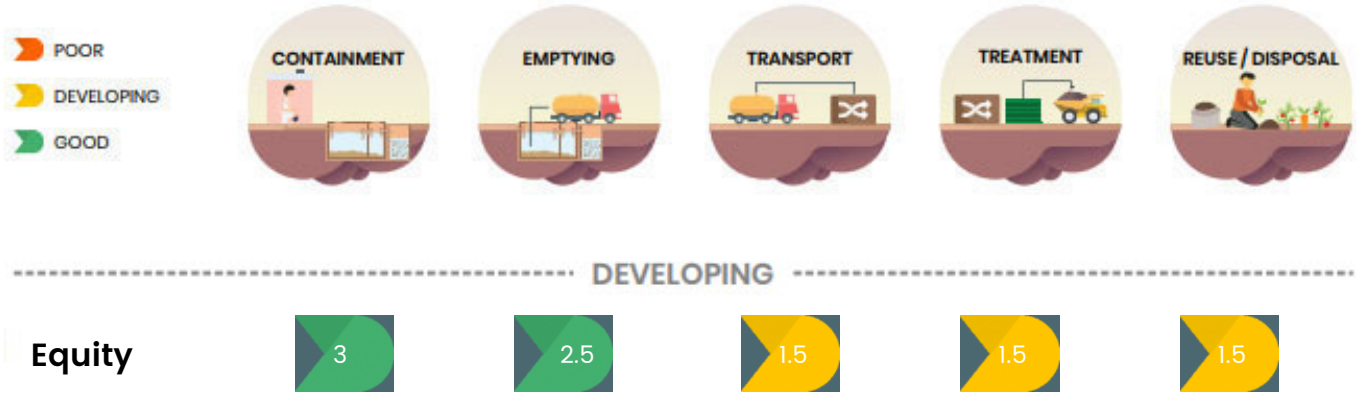 POOR
DEVELOPING
GOOD
CONTAINMENT
EMPTYING
TRANSPORT
TREATMENT
REUSE / DISPOSAL
DEVELOPING
Equity 3 2.5 1.5 1.5 1.5